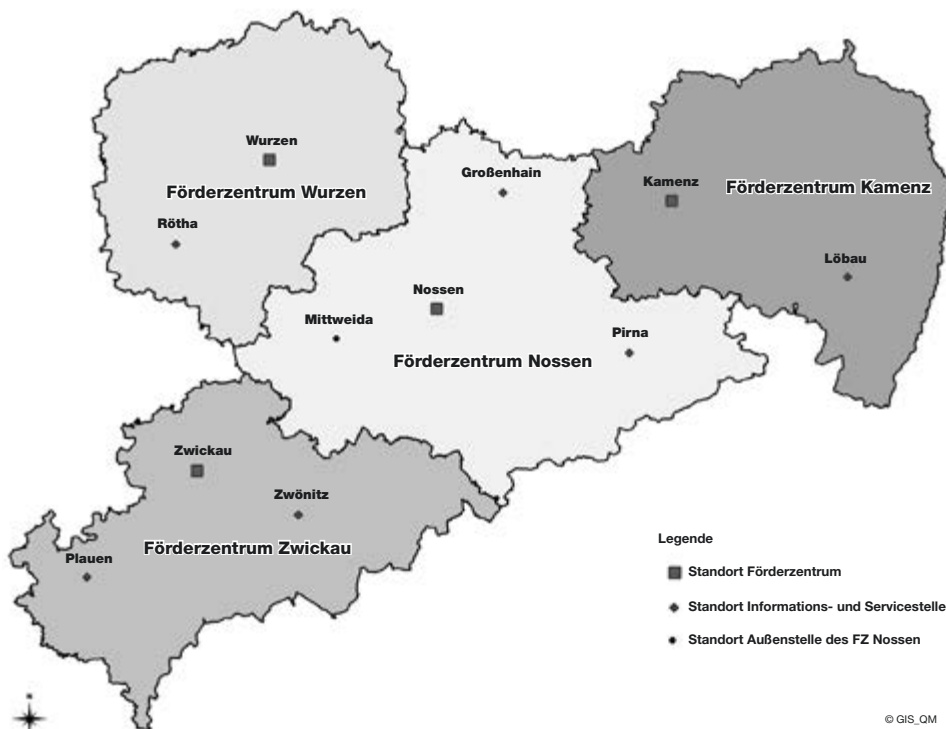 Wurzen
Förderzentrum Wurzen
Rötha
Großenhain
Kamenz
Förderzentrum Kamenz
Löbau
Nossen
Mittweida
Pirna
Förderzentrum Nossen
Zwickau
Zwönitz
Förderzentrum Zwickau
Plauen
Legende
Standort Förderzentrum
Standort Informations- und Servicestelle
Standort Außenstelle des FZ Nossen
© GIS_QM